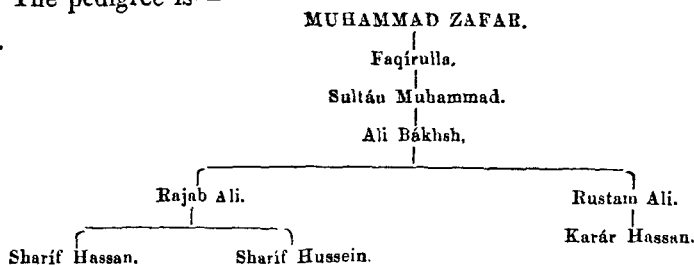 The pedigree is –
MUHAMMAD ZAFAR.
Faqírulla.
Sultán Muhammad.
Ali Bákhsh,
Rajab Ali. Rustam Ali.
Karár Hassan.
Sharíf Hassan. Sharíf Hussein.